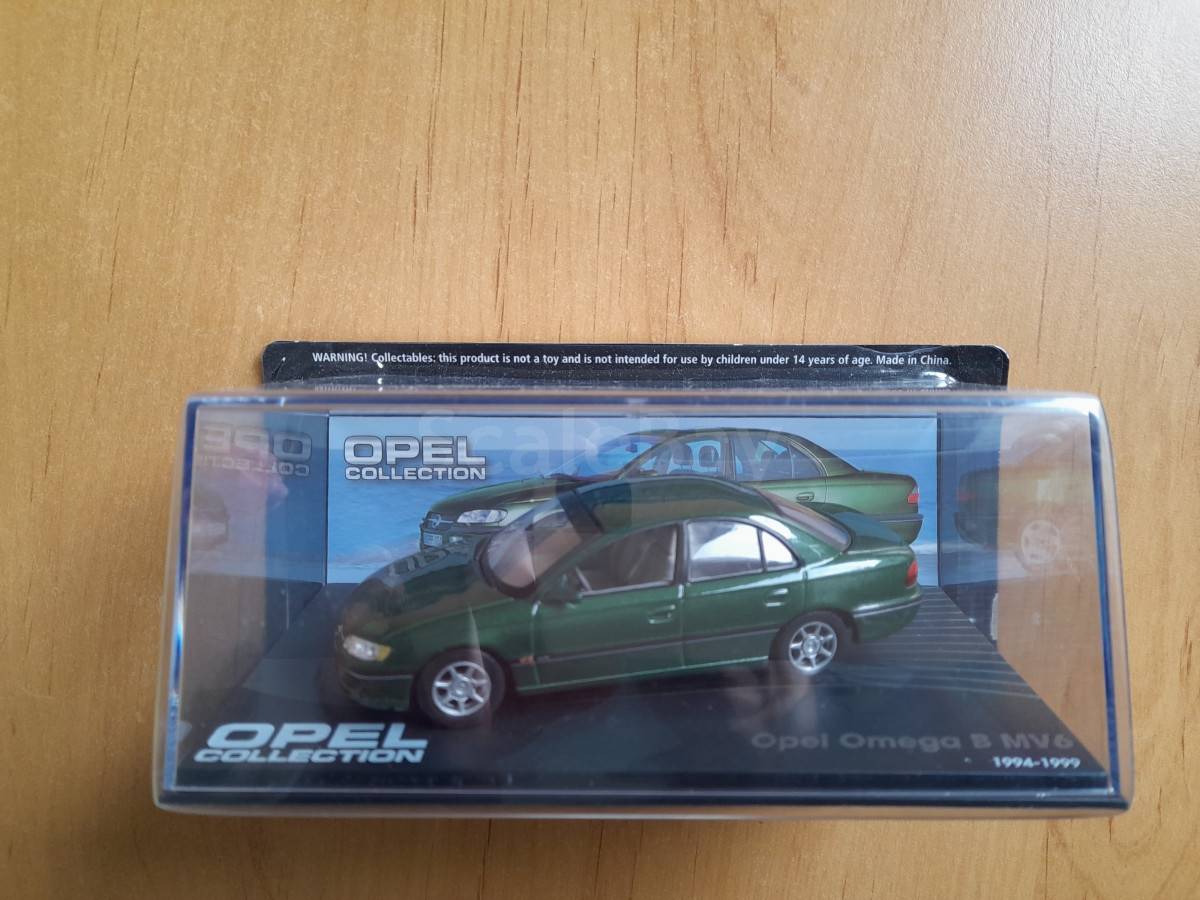 WARNING! Collectables: this product is not a toy and is not intended for use by children under 14 years of age. Made in China.
OPEL
COLLECTION
ScaleBay
OPEL
COLLECTION
Opel Omega B MV6
1994-1999